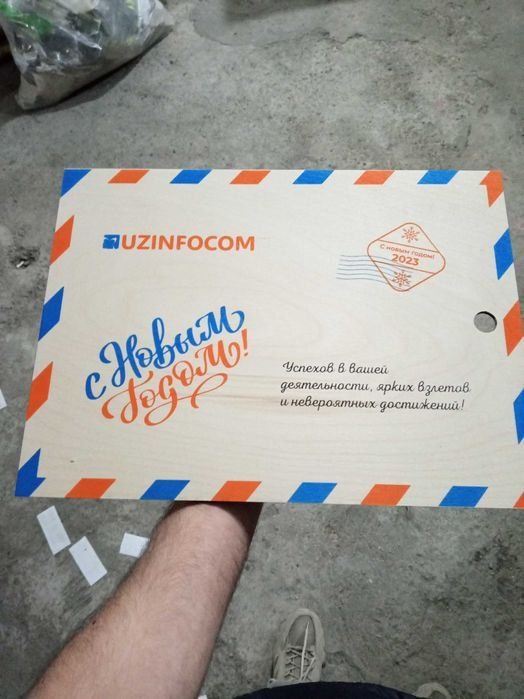 UZINFOCOM
С НОВЫМ ГОДОМ!
2023
с Новым
Годом!
Успехов в вашей
деятельности, ярких взлетов
и невероятных достижений!